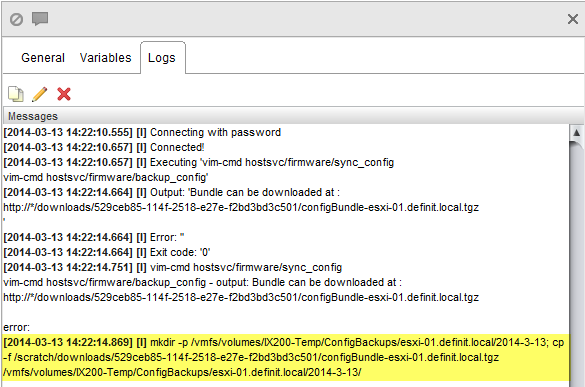 General Variables Logs
Messages
[2014-03-13 14:22:10.555] [I] Connecting with password
[2014-03-13 14:22:10.657] [I] Connected!
[2014-03-13 14:22:10.657] [I] Executing 'vim-cmd hostsvc/firmware/sync_config
vim-cmd hostsvc/firmware/backup_config'
[2014-03-13 14:22:14.664] [I] Output: 'Bundle can be downloaded at :
http://*/downloads/529ceb85-114f-2518-e27e-f2bd3bd3c501/configBundle-esxi-01.definit.local.tgz
'
[2014-03-13 14:22:14.664] [I] Error: ''
[2014-03-13 14:22:14.664] [I] Exit code: '0'
[2014-03-13 14:22:14.751] [I] vim-cmd hostsvc/firmware/sync_config
vim-cmd hostsvc/firmware/backup_config - output: Bundle can be downloaded at :
http://*/downloads/529ceb85-114f-2518-e27e-f2bd3bd3c501/configBundle-esxi-01.definit.local.tgz
error:
[2014-03-13 14:22:14.869] [I] mkdir -p /vmfs/volumes/IX200-Temp/ConfigBackups/esxi-01.definit.local/2014-3-13; cp
-f /scratch/downloads/529ceb85-114f-2518-e27e-f2bd3bd3c501/configBundle-esxi-01.definit.local.tgz
/vmfs/volumes/IX200-Temp/ConfigBackups/esxi-01.definit.local/2014-3-13/